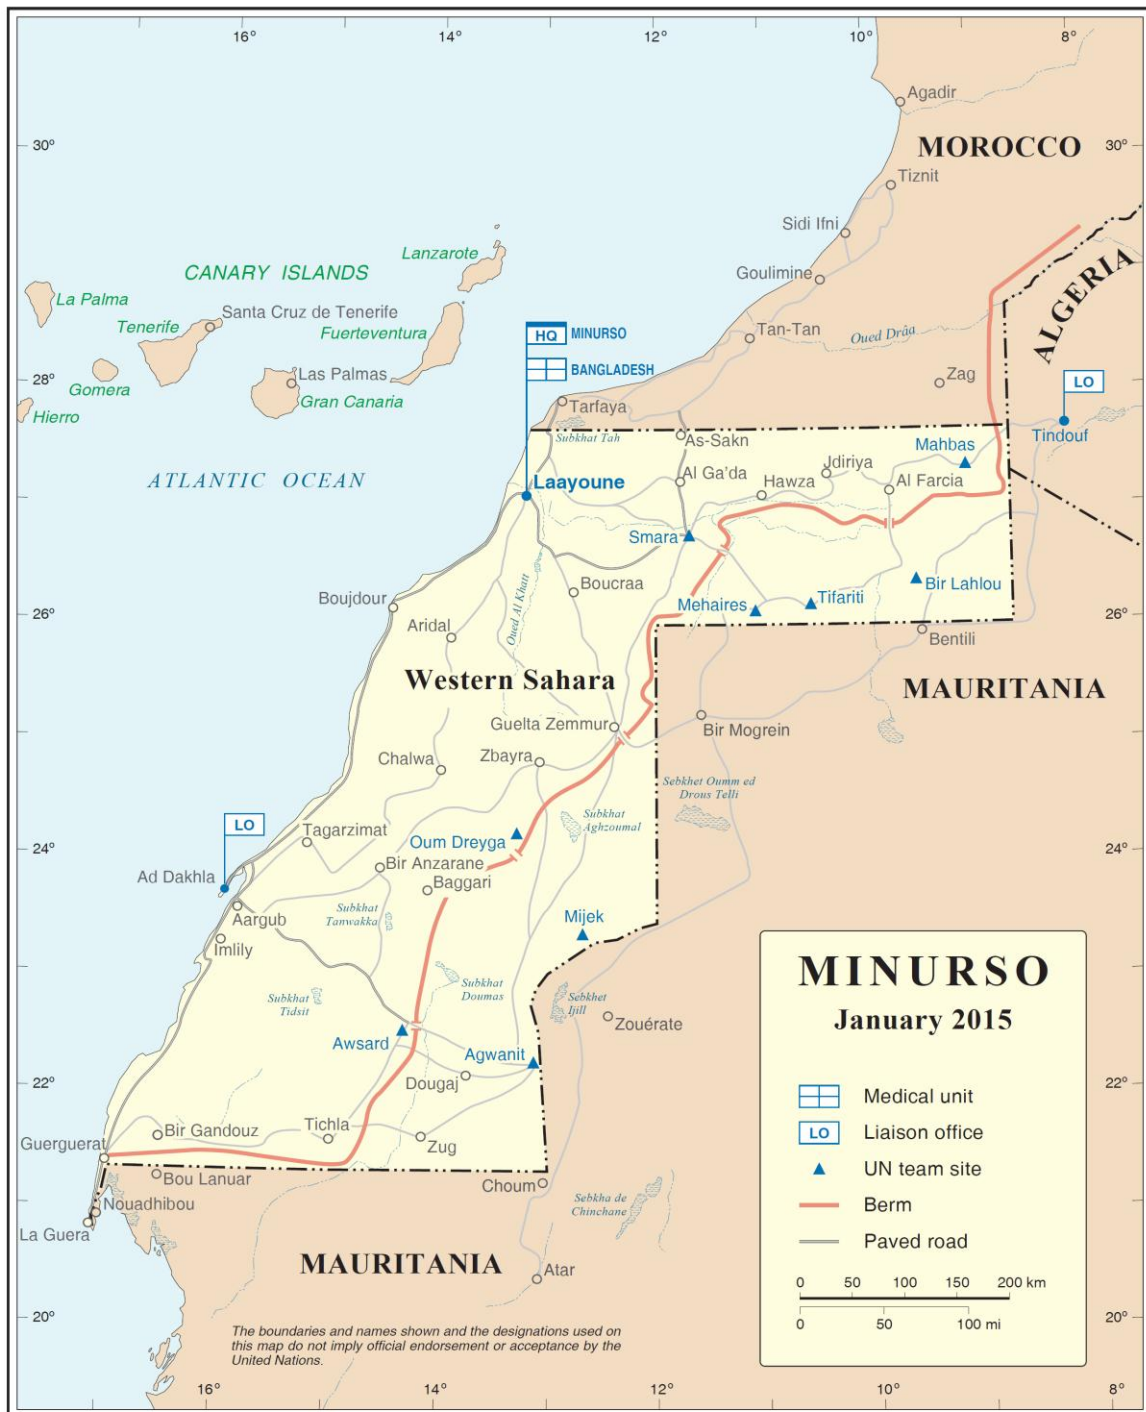 16°
14°
12°
10°
8°
Agadir
30°
MOROCCO
30°
Tiznit
Sidi Ifni
Lanzarote
CANARY ISLANDS
Goulimine
ALGERIA
La Palma
Santa Cruz de Tenerife
Tenerife
Fuerteventura
HQ MINURSO
Tan-Tan
Oued Drâa
BANGLADESH
28°
Gomera
Las Palmas
Zag
LO
28°
Hierro
Gran Canaria
Tarfaya
Tindouf
Subkhat Tah
As-Sakn
Mahbas
ATLANTIC OCEAN
Laayoune
Al Ga'da
Jdiriya
Hawza
Al Farcia
Smara
Boucraa
Bir Lahlou
Oued Al Khatt
Boujdour
Mehaires
Tifariti
26°
26°
Aridal
Bentili
Western Sahara
MAURITANIA
Guelta Zemmur
Bir Mogrein
Chalwa
Zbayra
Sebkhet Oumm ed
Drous Telli
LO
Subkhat
Aghzoumal
Tagarzimat
Oum Dreyga
24°
24°
Bir Anzarane
Ad Dakhla
Baggari
Aargub
Subkhat
Tanwakka
Mijek
Imlily
Subkhat
Doumas
Subkhat
Tidsit
Sebkhet
Ijill
Zouérate
Awsard
Agwanit
22°
22°
Dougaj
Bir Gandouz
Tichla
Zug
Guerguerat
Bou Lanuar
Choum
Nouadhibou
Sebkha de
Chinchane
La Guera
MAURITANIA
Atar
20°
20°
The boundaries and names shown and the designations used on
this map do not imply official endorsement or acceptance by the
United Nations.
16°
14°
12°
10°
8°
MINURSO
January 2015
Medical unit
LO Liaison office
UN team site
Berm
Paved road
0 50 100 150 200 km
0 50 100 mi